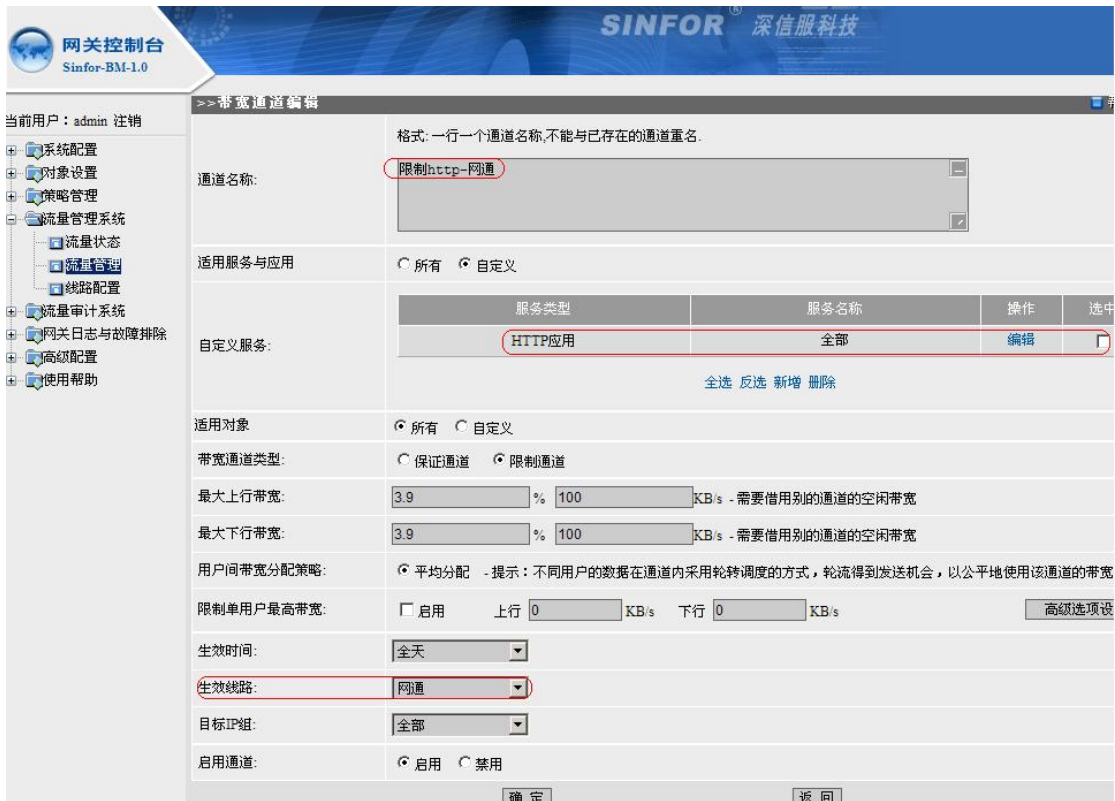 SINFOR® 深信服科技
网关控制台
Sinfor-BM-1.0
当前用户：admin 注销
系统配置
对象设置
策略管理
流量管理系统
流量状态
流量管理
线路配置
流量审计系统
网关日志与故障排除
高级配置
使用帮助
>>带宽通道编辑
格式: 一行一个通道名称,不能与已存在的通道重名.
通道名称: 限制http-网通
适用服务与应用 所有 自定义
服务类型 服务名称 操作 选中
自定义服务: HTTP应用 全部 编辑
全选 反选 新增 删除
适用对象 所有 自定义
带宽通道类型: 保证通道 限制通道
最大上行带宽: 3.9 % 100 KB/s - 需要借用别的通道的空闲带宽
最大下行带宽: 3.9 % 100 KB/s - 需要借用别的通道的空闲带宽
用户间带宽分配策略: 平均分配 - 提示：不同用户的数据在通道内采用轮转调度的方式，轮流得到发送机会，以公平地使用该通道的带宽
限制单用户最高带宽: 启用 上行 0 KB/s 下行 0 KB/s 高级选项设
生效时间: 全天
生效线路: 网通
目标IP组: 全部
启用通道: 启用 禁用
确 定 返 回